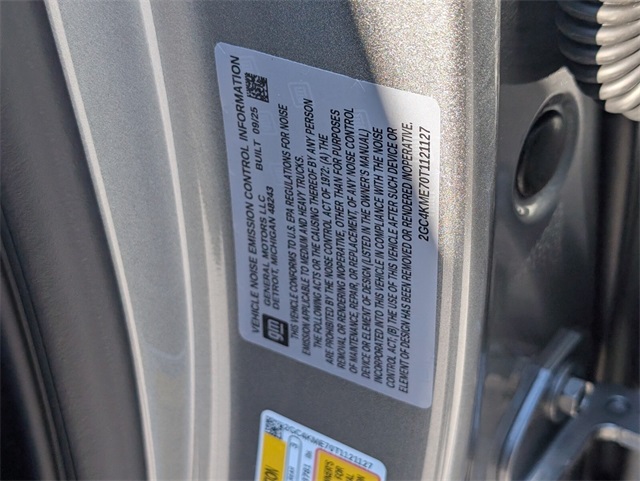 VEHICLE NOISE EMISSION CONTROL INFORMATION
GENERAL MOTORS LLC BUILT 09/25
DETROIT, MICHIGAN 48243
gm
THIS VEHICLE CONFORMS TO U.S. EPA REGULATIONS FOR NOISE
EMISSION APPLICABLE TO MEDIUM AND HEAVY TRUCKS.
THE FOLLOWING ACTS OR THE CAUSING THEREOF BY ANY PERSON
ARE PROHIBITED BY THE NOISE CONTROL ACT OF 1972: (A) THE
REMOVAL OR RENDERING INOPERATIVE, OTHER THAN FOR PURPOSES
OF MAINTENANCE, REPAIR, OR REPLACEMENT OF ANY NOISE CONTROL
DEVICE OR ELEMENT OF DESIGN (LISTED IN THE OWNER'S MANUAL)
INCORPORATED INTO THIS VEHICLE IN COMPLIANCE WITH THE NOISE
CONTROL ACT; (B) THE USE OF THIS VEHICLE AFTER SUCH DEVICE OR
ELEMENT OF DESIGN HAS BEEN REMOVED OR RENDERED INOPERATIVE.
2GC4KME70T1121127
2GC4KME70T1121127